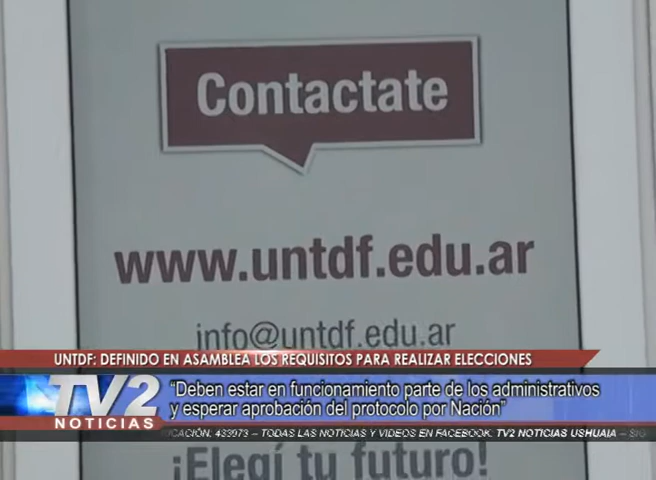 Contactate
www.untdf.edu.ar
info@untdf.edu.ar
UNTDF: DEFINIDO EN ASAMBLEA LOS REQUISITOS PARA REALIZAR ELECCIONES
TV2
NOTICIAS
“Deben estar en funcionamiento parte de los administrativos
y esperar aprobación del protocolo por Nación”
433973 – TODAS LAS NOTICIAS Y VIDEOS EN FACEBOOK: TV2 NOTICIAS USHUAIA –
¡Elegí tu futuro!